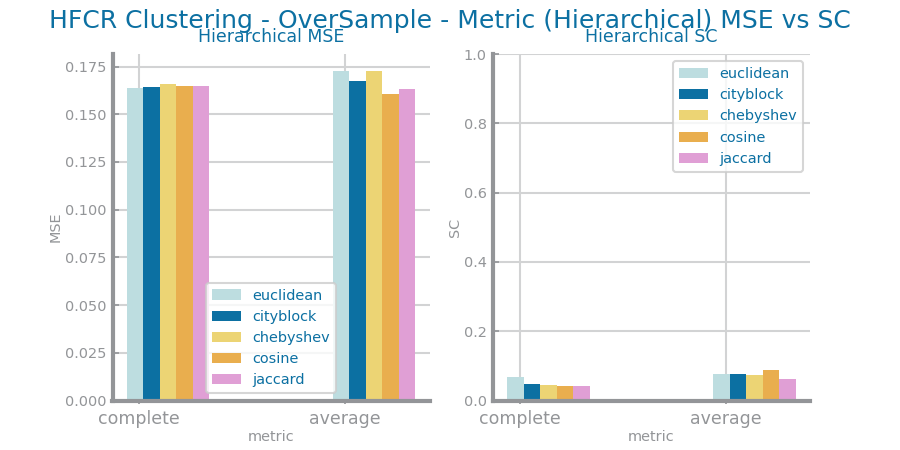 HFCR Clustering - OverSample - Metric (Hierarchical) MSE vs SC
Hierarchical MSE
MSE
0.175
0.150
0.125
0.100
0.075
0.050
0.025
0.000
euclidean
cityblock
chebyshev
cosine
jaccard
complete
average
metric
Hierarchical SC
SC
1.0
0.8
0.6
0.4
0.2
0.0
euclidean
cityblock
chebyshev
cosine
jaccard
complete
average
metric